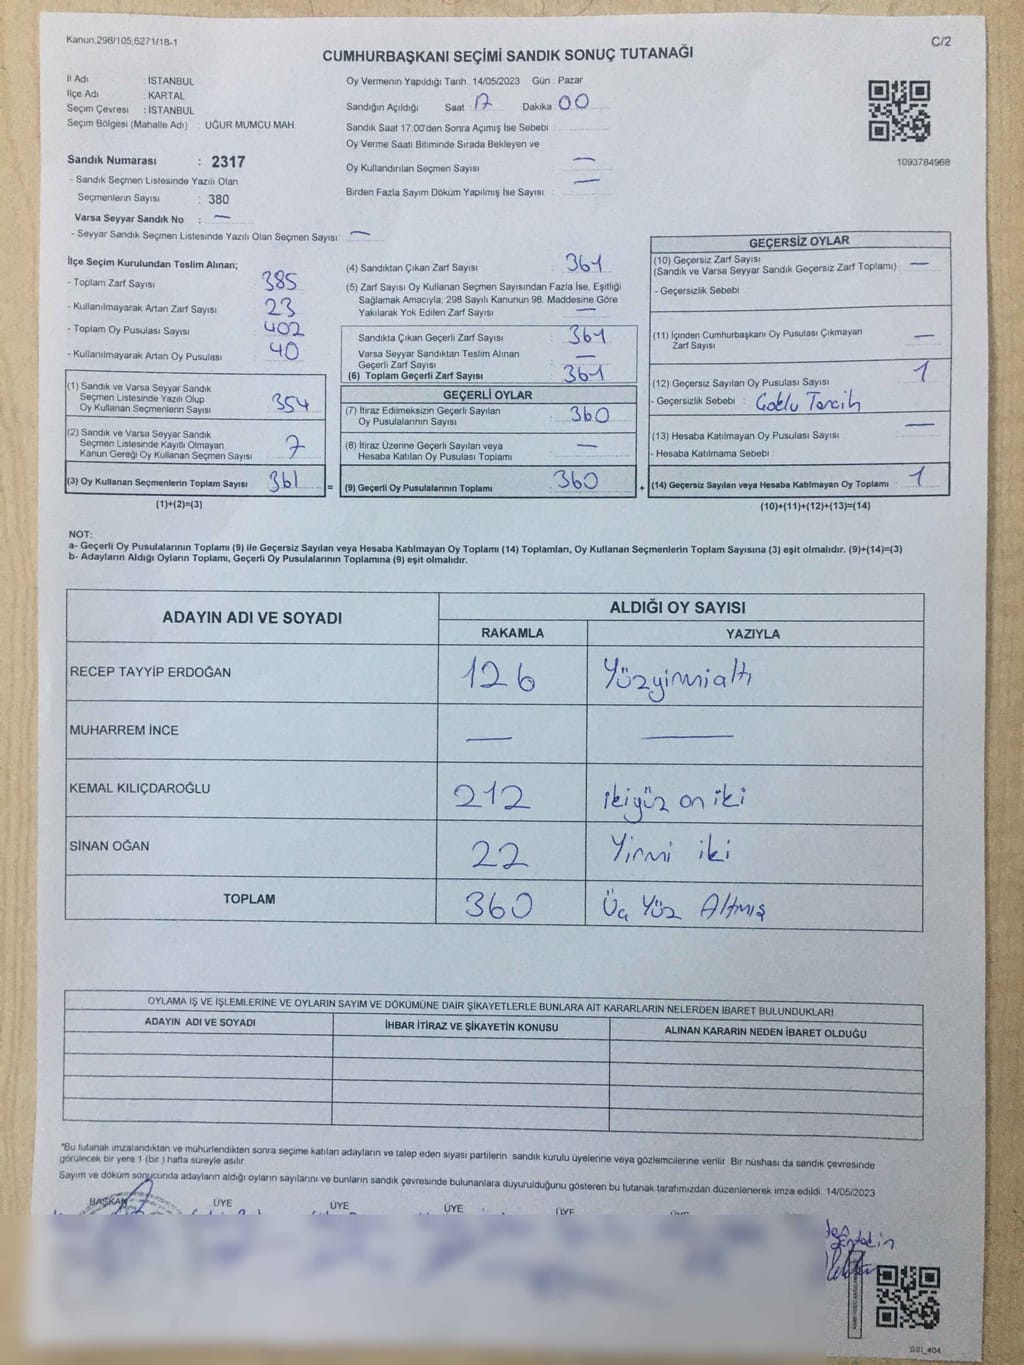 Kanun:298/105,6271/18-1
C/2
CUMHURBAŞKANI SEÇİMİ SANDIK SONUÇ TUTANAĞI
İl Adı : İSTANBUL
İlçe Adı : KARTAL
Seçim Çevresi : İSTANBUL
Seçim Bölgesi (Mahalle Adı) : UĞUR MUMCU MAH.
Sandık Numarası : 2317
- Sandık Seçmen Listesinde Yazılı Olan
Seçmenlerin Sayısı : 380
Varsa Seyyar Sandık No : —
- Seyyar Sandık Seçmen Listesinde Yazılı Olan Seçmen Sayısı: —
Oy Vermenin Yapıldığı Tarih :14/05/2023 Gün : Pazar
Sandığın Açıldığı Saat : 17 Dakika : 00
Sandık Saat 17:00'den Sonra Açımış İse Sebebi :
Oy Verme Saati Bitiminde Sırada Bekleyen ve
Oy Kullandırılan Seçmen Sayısı : —
Birden Fazla Sayım Döküm Yapılmış İse Sayısı : —
1093784968
İlçe Seçim Kurulundan Teslim Alınan;
- Toplam Zarf Sayısı : 385
- Kullanılmayarak Artan Zarf Sayısı : 23
- Toplam Oy Pusulası Sayısı : 402
- Kullanılmayarak Artan Oy Pusulası : 40
(1) Sandık ve Varsa Seyyar Sandık
Seçmen Listesinde Yazılı Olup
Oy Kullanan Seçmenlerin Sayısı : 354
(2) Sandık ve Varsa Seyyar Sandık
Seçmen Listesinde Kayıtlı Olmayan
Kanun Gereği Oy Kullanan Seçmen Sayısı : 7
(3) Oy Kullanan Seçmenlerin Toplam Sayısı : 361
(1)+(2)=(3)
=
(4) Sandıktan Çıkan Zarf Sayısı : 361
(5) Zarf Sayısı Oy Kullanan Seçmen Sayısından Fazla İse, Eşitliği
Sağlamak Amacıyla; 298 Sayılı Kanunun 98. Maddesine Göre
Yakılarak Yok Edilen Zarf Sayısı : —
Sandıkta Çıkan Geçerli Zarf Sayısı : 361
Varsa Seyyar Sandıktan Teslim Alınan
Geçerli Zarf Sayısı : —
(6) Toplam Geçerli Zarf Sayısı : 361
GEÇERLİ OYLAR
(7) İtiraz Edilmeksizin Geçerli Sayılan
Oy Pusulalarının Sayısı : 360
(8) İtiraz Üzerine Geçerli Sayılan veya
Hesaba Katılan Oy Pusulası Toplamı : —
(9) Geçerli Oy Pusulalarının Toplamı : 360
+
GEÇERSİZ OYLAR
(10) Geçersiz Zarf Sayısı
(Sandık ve Varsa Seyyar Sandık Geçersiz Zarf Toplamı) : —
- Geçersizlik Sebebi :
(11) İçinden Cumhurbaşkanı Oy Pusulası Çıkmayan
Zarf Sayısı : —
(12) Geçersiz Sayılan Oy Pusulası Sayısı : 1
- Geçersizlik Sebebi : Çoklu Tercih
(13) Hesaba Katılmayan Oy Pusulası Sayısı : —
- Hesaba Katılmama Sebebi :
(14) Geçersiz Sayılan veya Hesaba Katılmayan Oy Toplamı : 1
(10)+(11)+(12)+(13)=(14)
NOT:
a- Geçerli Oy Pusulalarının Toplamı (9) ile Geçersiz Sayılan veya Hesaba Katılmayan Oy Toplamı (14) Toplamları, Oy Kullanan Seçmenlerin Toplam Sayısına (3) eşit olmalıdır. (9)+(14)=(3)
b- Adayların Aldığı Oyların Toplamı, Geçerli Oy Pusulalarının Toplamına (9) eşit olmalıdır.
ADAYIN ADI VE SOYADI
ALDIĞI OY SAYISI
RAKAMLA YAZIYLA
RECEP TAYYİP ERDOĞAN 126 Yüzyirmialtı
MUHARREM İNCE — —
KEMAL KILIÇDAROĞLU 212 ikiyüz on iki
SİNAN OĞAN 22 Yirmi iki
TOPLAM 360 Üç Yüz Altmış
OYLAMA İŞ VE İŞLEMLERİNE VE OYLARIN SAYIM VE DÖKÜMÜNE DAİR ŞİKAYETLERLE BUNLARA AİT KARARLARIN NELERDEN İBARET BULUNDUKLARI
ADAYIN ADI VE SOYADI İHBAR İTİRAZ VE ŞİKAYETİN KONUSU ALINAN KARARIN NEDEN İBARET OLDUĞU
*Bu tutanak imzalandıktan ve mühürlendikten sonra seçime katılan adayların ve talep eden siyasi partilerin sandık kurulu üyelerine veya gözlemcilerine verilir. Bir nüshası da sandık çevresinde
görülecek bir yere 1 (bir ) hafta süreyle asılır.
Sayım ve döküm sonucunda adayların aldığı oyların sayılarını ve bunların sandık çevresinde bulunanlara duyurulduğunu gösteren bu tutanak tarafımızdan düzenlenerek imza edildi. 14/05/2023
BAŞKAN ÜYE ÜYE ÜYE ÜYE
SSI_404